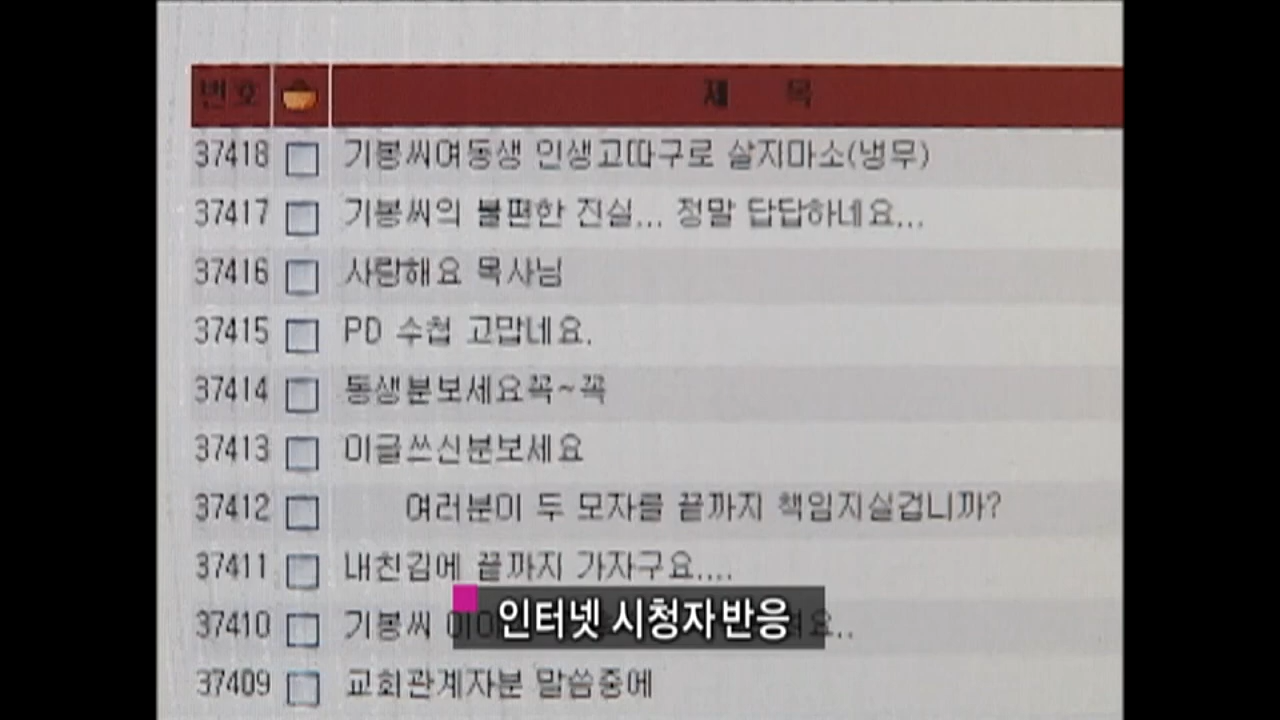 번호 제 목
37418 기봉씨여동생 인생고따구로 살지마소(냉무)
37417 기봉씨의 불편한 진실... 정말 답답하네요...
37416 사랑해요 목사님
37415 PD 수첩 고맙네요.
37414 동생분보세요꼭~꼭
37413 이글쓰신분보세요
37412 여러분이 두 모자를 끝까지 책임지실겁니까?
37411 내친김에 끝까지 가자구요....
37410 기봉씨
인터넷 시청자반응
37409 교회관계자분 말씀중에